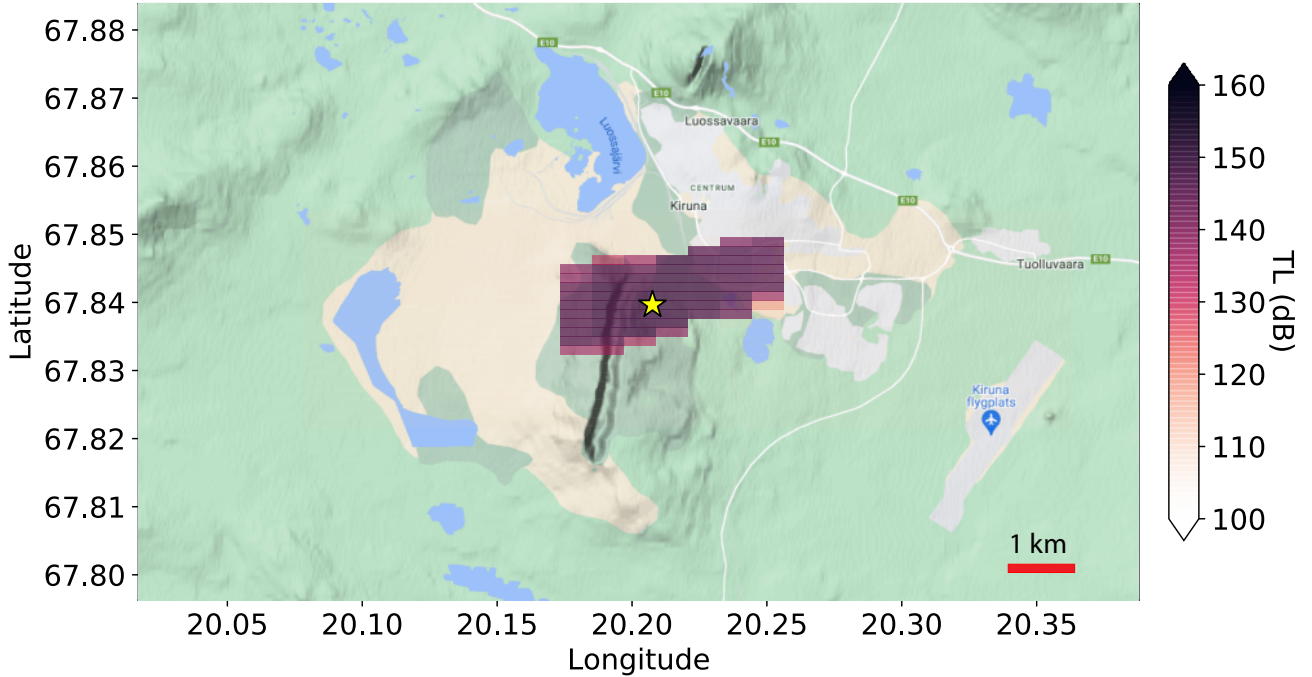 67.88
67.87
67.86
67.85
67.84
67.83
67.82
67.81
67.80
Latitude
20.05
20.10
20.15
20.20
20.25
20.30
20.35
Longitude
E10
E10
Luossavaara
E10
Luossajärvi
CENTRUM
Kiruna
E10
Tuolluvaara
E10
Kiruna
flygplats
1 km
160
150
140
130
120
110
100
TL (dB)